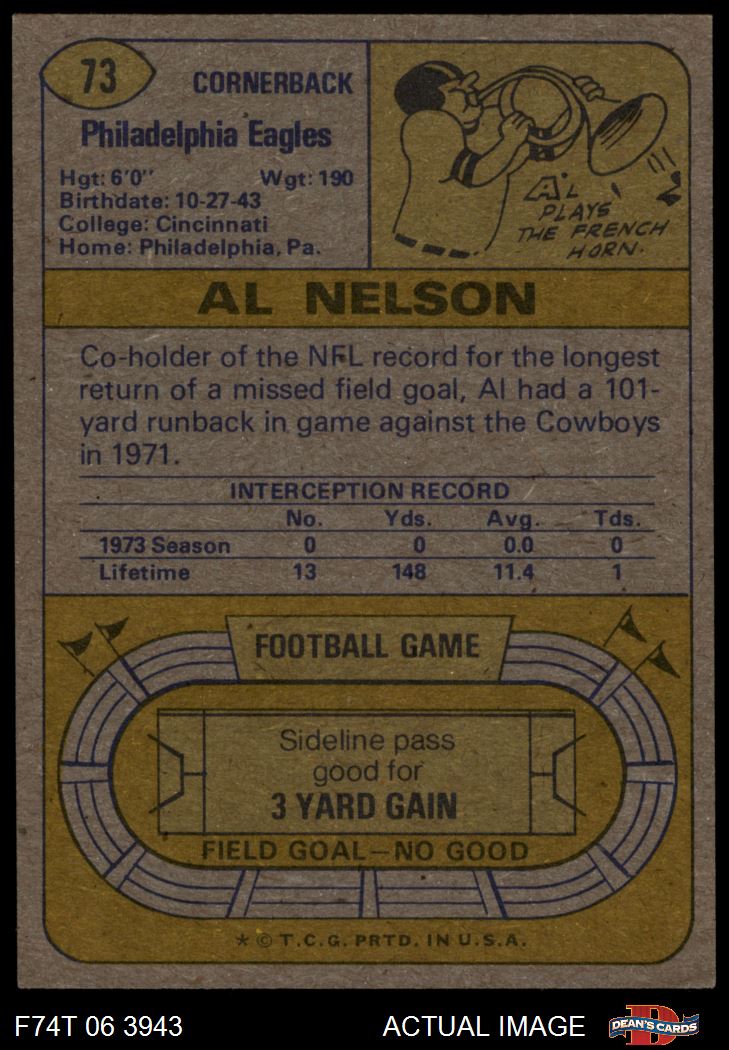 73
CORNERBACK
Philadelphia Eagles
Hgt: 6'0" Wgt: 190
Birthdate: 10-27-43
College: Cincinnati
Home: Philadelphia, Pa.
AL
PLAYS
THE FRENCH
HORN.
AL NELSON
Co-holder of the NFL record for the longest
return of a missed field goal, Al had a 101-
yard runback in game against the Cowboys
in 1971.
INTERCEPTION RECORD
No. Yds. Avg. Tds.
1973 Season 0 0 0.0 0
Lifetime 13 148 11.4 1
FOOTBALL GAME
Sideline pass
good for
3 YARD GAIN
FIELD GOAL—NO GOOD
* © T.C.G. PRTD. IN U.S.A.
F74T 06 3943 ACTUAL IMAGE D DEAN'S CARDS